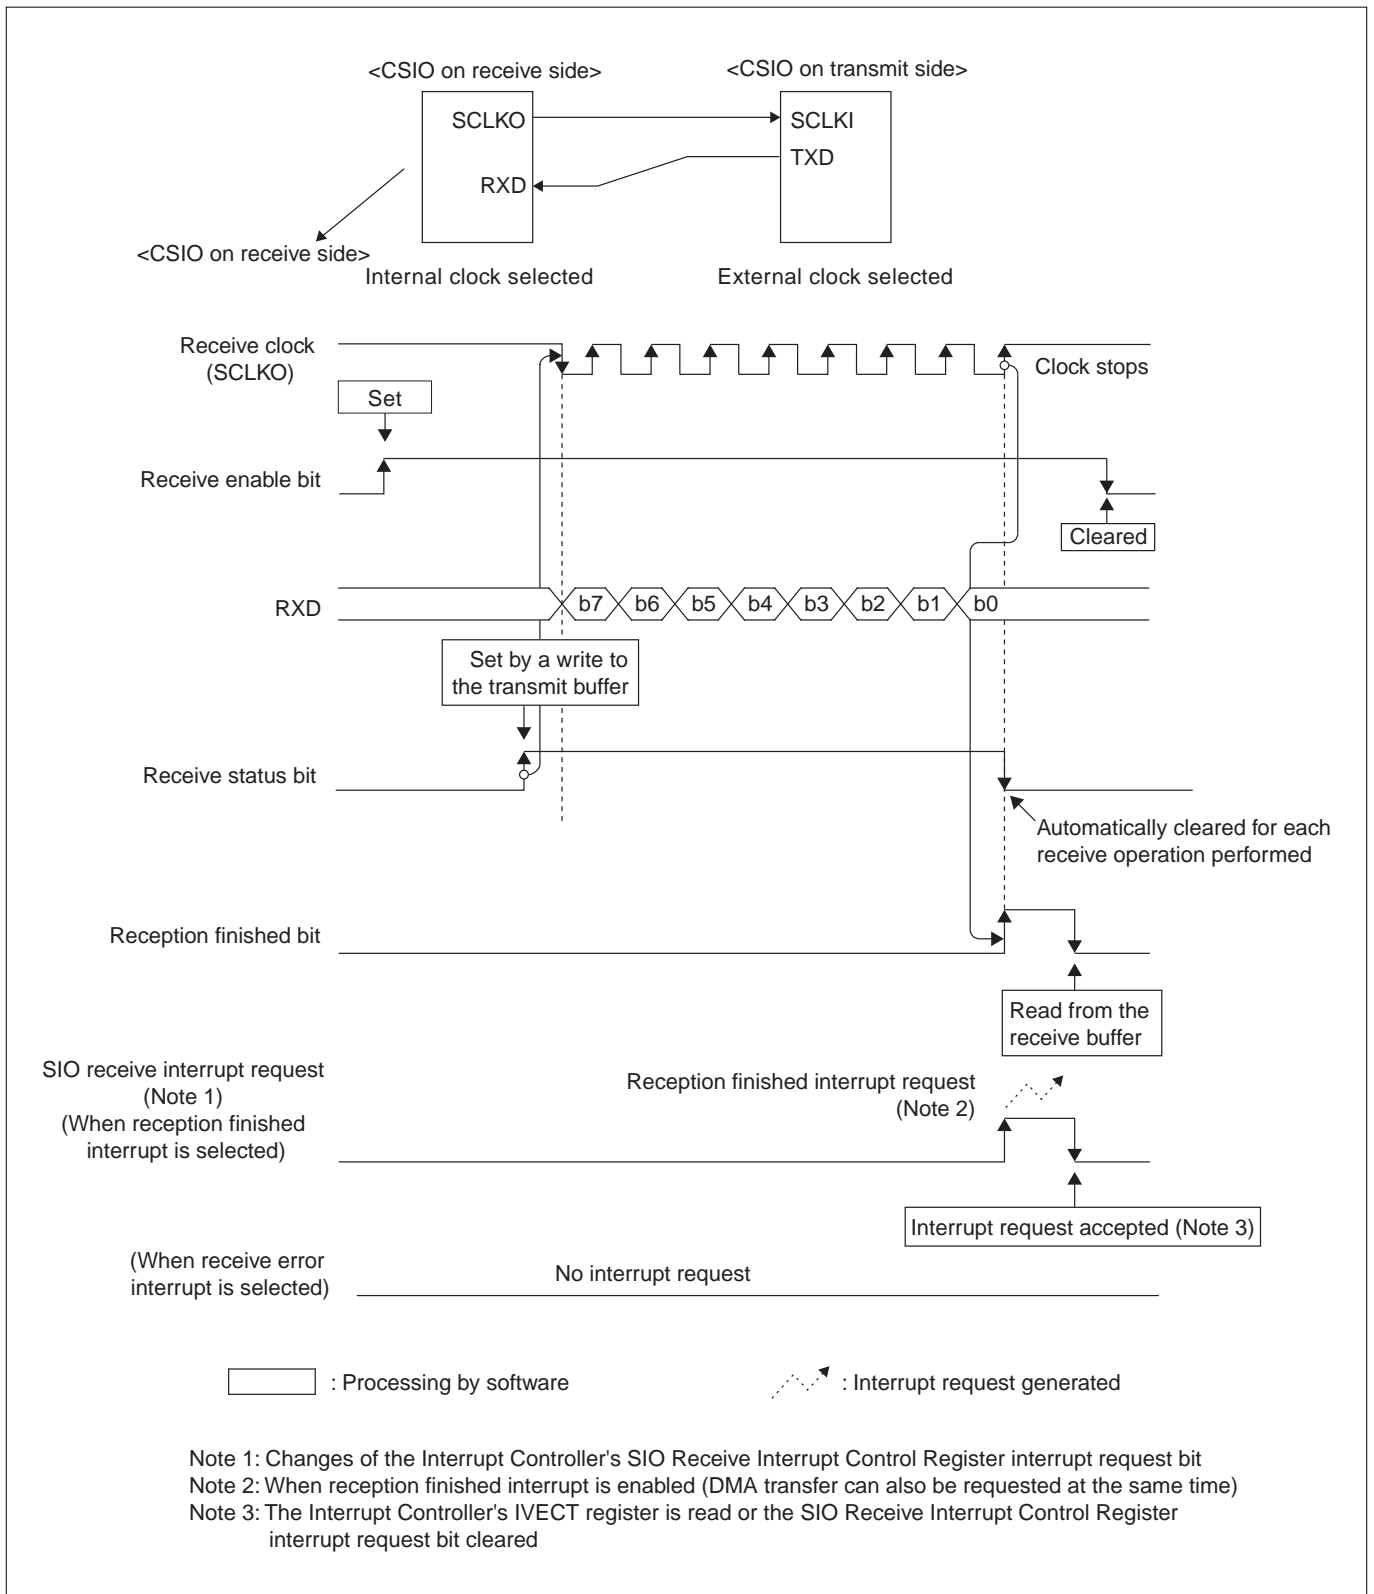 <CSIO on receive side>
<CSIO on transmit side>
SCLKO
SCLKI
TXD
RXD
<CSIO on receive side>
Internal clock selected
External clock selected
Receive clock
(SCLKO)
Clock stops
Set
Receive enable bit
Cleared
RXD
b7
b6
b5
b4
b3
b2
b1
b0
Set by a write to
the transmit buffer
Receive status bit
Automatically cleared for each
receive operation performed
Reception finished bit
Read from the
receive buffer
SIO receive interrupt request
(Note 1)
(When reception finished
interrupt is selected)
Reception finished interrupt request
(Note 2)
Interrupt request accepted (Note 3)
(When receive error
interrupt is selected)
No interrupt request
: Processing by software
: Interrupt request generated
Note 1: Changes of the Interrupt Controller's SIO Receive Interrupt Control Register interrupt request bit
Note 2: When reception finished interrupt is enabled (DMA transfer can also be requested at the same time)
Note 3: The Interrupt Controller's IVECT register is read or the SIO Receive Interrupt Control Register
interrupt request bit cleared